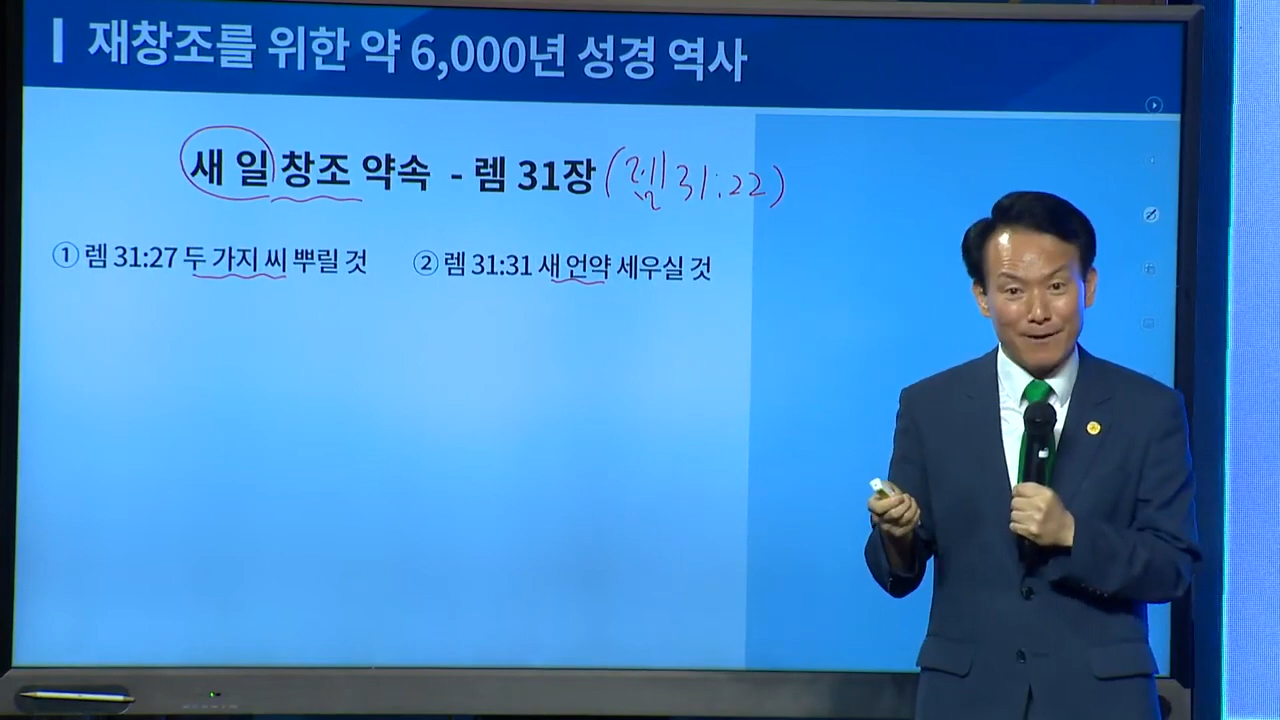 재창조를 위한 약 6,000년 성경 역사
새 일 창조 약속 - 렘 31장 (렘 31:22)
① 렘 31:27 두 가지 씨 뿌릴 것 ② 렘 31:31 새 언약 세우실 것